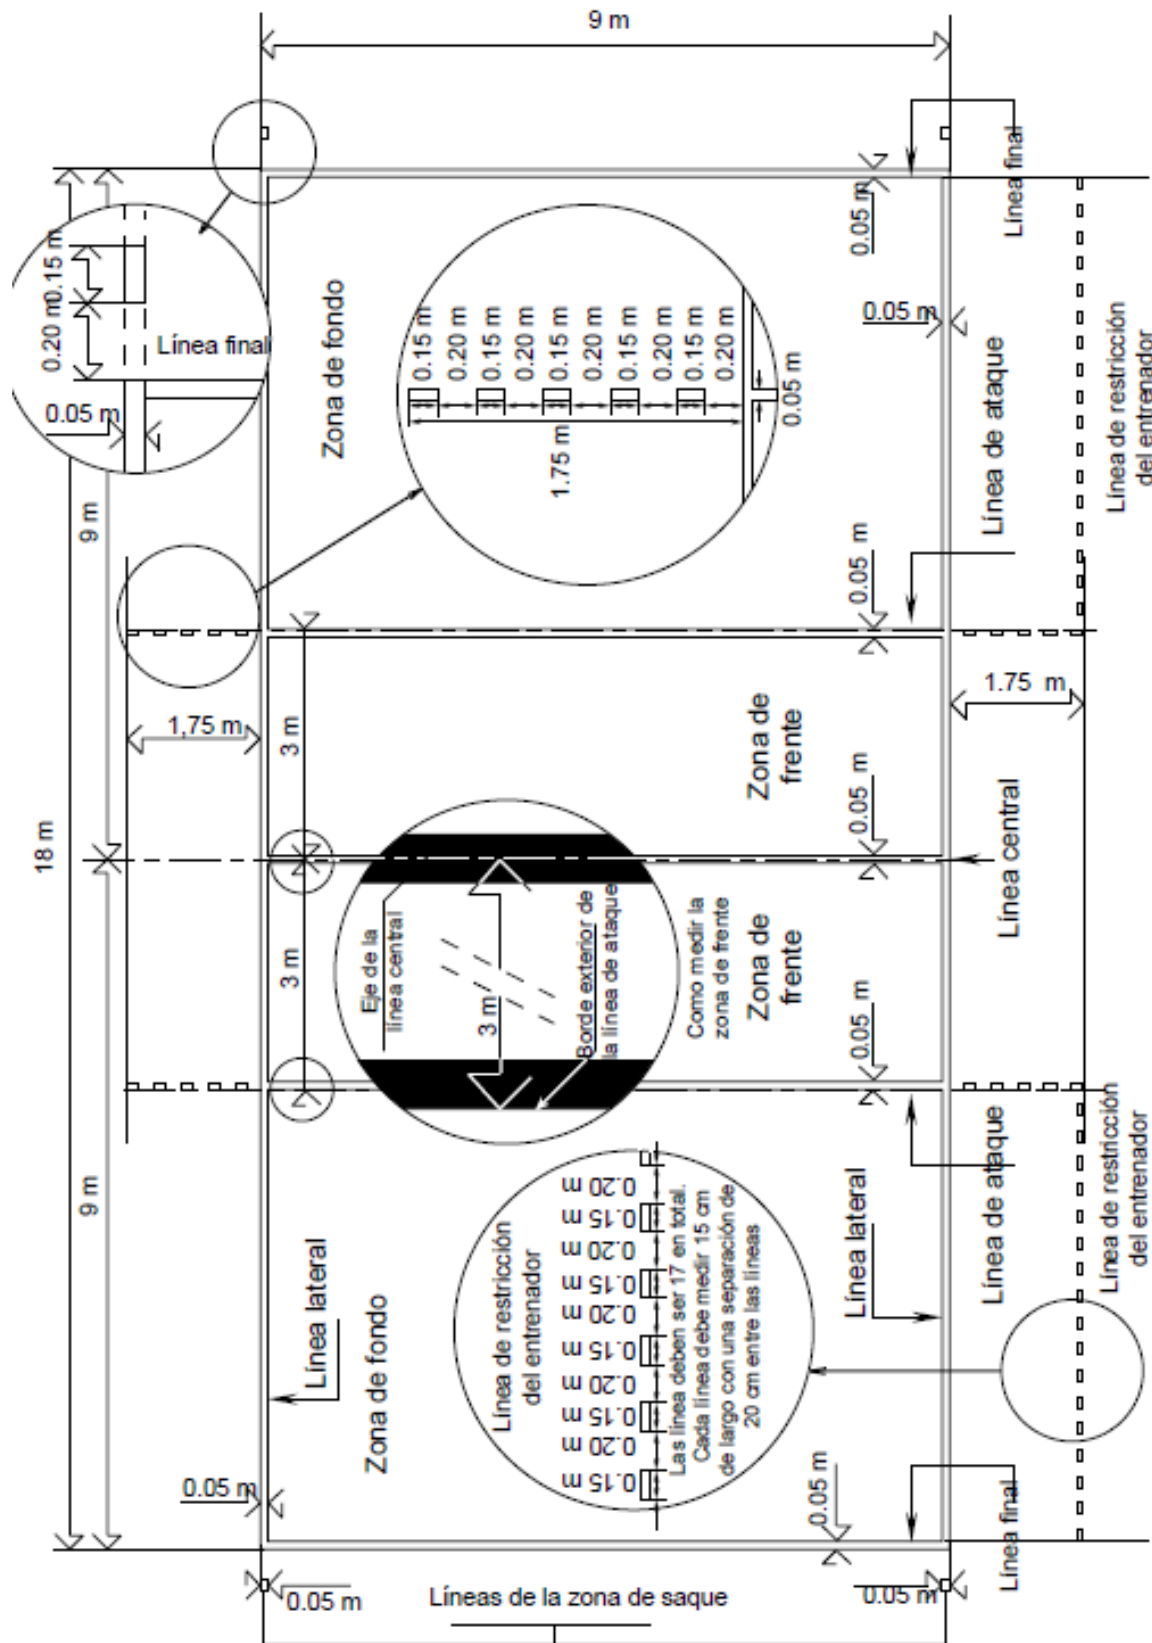 9 m
Línea final
0.05 m
0.15 m
0.20 m
Línea final
0.05 m
Zona de fondo
0.15 m
0.20 m
0.15 m
0.20 m
0.15 m
0.20 m
0.15 m
0.20 m
0.15 m
0.20 m
1.75 m
0.05 m
0.05 m
Línea de ataque
Línea de restricción
del entrenador
9 m
0.05 m
1,75 m
3 m
Zona de
frente
1.75 m
0.05 m
18 m
Línea central
Eje de la
línea central
3 m
Borde exterior de
la línea de ataque
Como medir la
zona de frente
Zona de
frente
3 m
0.05 m
9 m
Línea lateral
Zona de fondo
Línea de restricción
del entrenador
0.20 m
0.15 m
0.20 m
0.15 m
0.20 m
0.15 m
0.20 m
0.15 m
0.20 m
0.15 m
Las línea deben ser 17 en total.
Cada línea debe medir 15 cm
de largo con una separación de
20 cm entre las líneas
Línea lateral
Línea de ataque
Línea de restricción
del entrenador
0.05 m
0.05 m
Línea final
0.05 m
Líneas de la zona de saque
0.05 m